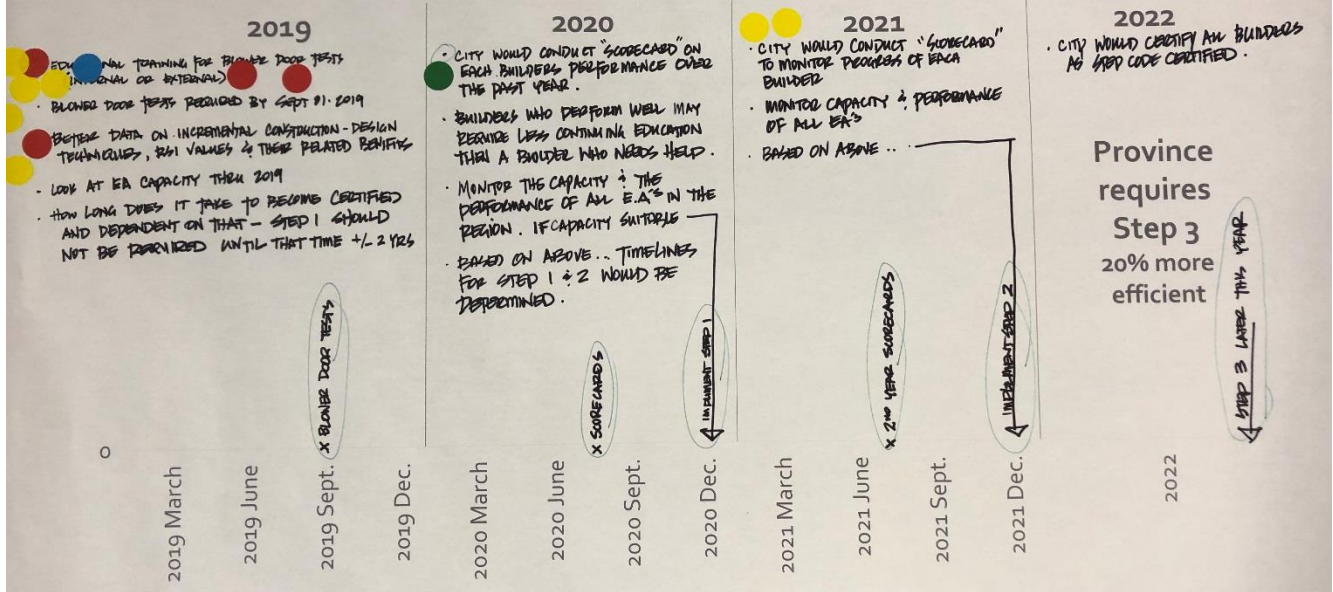 2019
EDUCATIONAL TRAINING FOR BLOWER DOOR TESTS
(INTERNAL OR EXTERNAL)
· BLOWER DOOR TESTS REQUIRED BY SEPT 01. 2019
BETTER DATA ON INCREMENTAL CONSTRUCTION - DESIGN
TECHNIQUES, RSI VALUES & THEIR RELATED BENIFITS
· LOOK AT EA CAPACITY THRU 2019
· HOW LONG DOES IT TAKE TO BECOME CERTIFIED
AND DEPENDENT ON THAT - STEP 1 SHOULD
NOT BE REQUIRED UNTIL THAT TIME +/- 2 YRS
X BLOWER DOOR TESTS
2020
· CITY WOULD CONDUCT "SCORECARD" ON
EACH BUILDERS PERFORMANCE OVER
THE PAST YEAR.
· BUILDERS WHO PERFORM WELL MAY
REQUIRE LESS CONTINUING EDUCATION
THEN A BUILDER WHO NEEDS HELP.
· MONITOR THE CAPACITY & THE
PERFORMANCE OF ALL E.A'S IN THE
REGION. IF CAPACITY SUITABLE
· BASED ON ABOVE.. TIMELINES
FOR STEP 1 & 2 WOULD BE
DETERMINED.
X SCORECARDS
IMPLEMENT STEP 1
2021
· CITY WOULD CONDUCT "SCORECARD"
TO MONITOR PROGRESS OF EACH
BUILDER
· MONITOR CAPACITY & PERFORMANCE
OF ALL EA'S
· BASED ON ABOVE ..
X 2ND YEAR SCORECARDS
IMPLEMENT STEP 2
2022
· CITY WOULD CERTIFY ALL BUILDERS
AS STEP CODE CERTIFIED.
Province
requires
Step 3
20% more
efficient
STEP 3 LATER THIS YEAR
0
2019 March
2019 June
2019 Sept.
2019 Dec.
2020 March
2020 June
2020 Sept.
2020 Dec.
2021 March
2021 June
2021 Sept.
2021 Dec.
2022